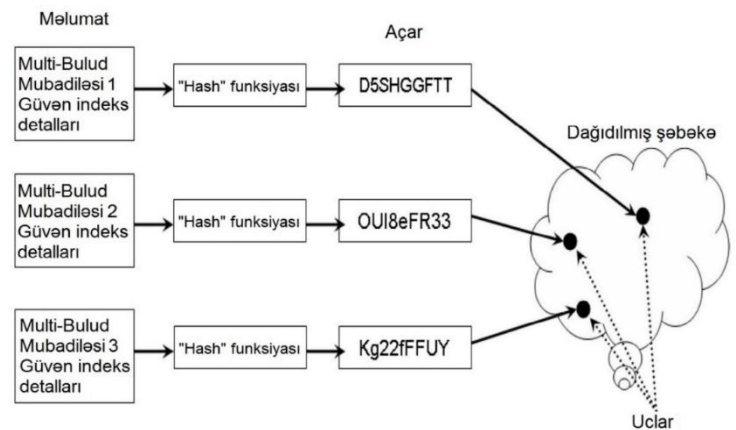 Məlumat
Açar
Multi-Bulud
Mubadiləsi 1
Güvən indeks
detalları
"Hash" funksiyası
D5SHGGFTT
Dağıdılmış şəbəkə
Multi-Bulud
Mubadiləsi 2
Güvən indeks
detalları
"Hash" funksiyası
OUI8eFR33
Multi-Bulud
Mubadiləsi 3
Güvən indeks
detalları
"Hash" funksiyası
Kg22fFFUY
Uclar